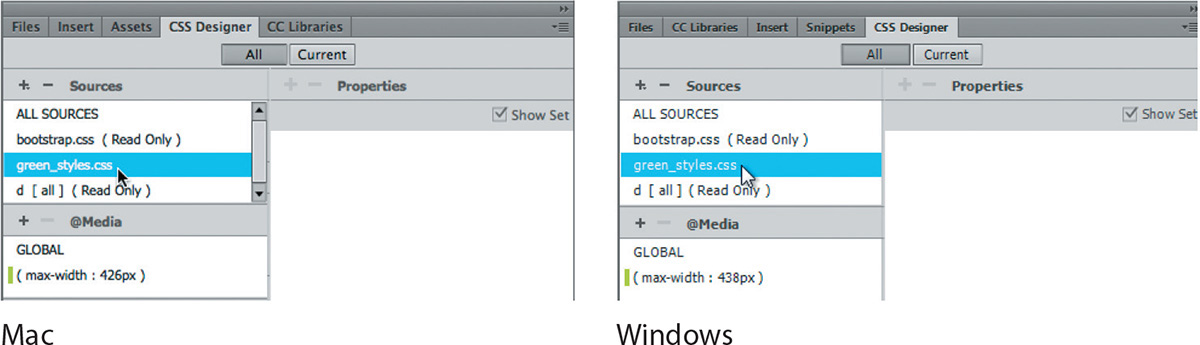 Files Insert Assets CSS Designer CC Libraries
All Current
Sources
Properties
ALL SOURCES
Show Set
bootstrap.css ( Read Only )
green_styles.css
d [ all ] ( Read Only )
@Media
GLOBAL
( max-width : 426px )
Mac
Files CC Libraries Insert Snippets CSS Designer
All Current
Sources
Properties
ALL SOURCES
Show Set
bootstrap.css ( Read Only )
green_styles.css
d [ all ] ( Read Only )
@Media
GLOBAL
( max-width : 438px )
Windows